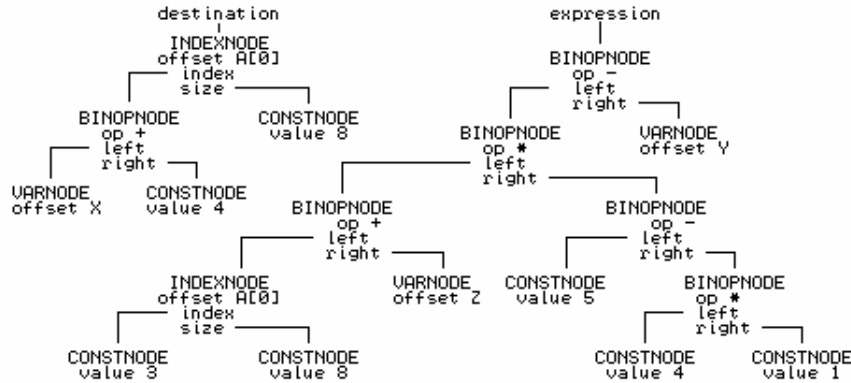 destination expression
INDEXNODE
offset A[0] BINOPNODE
index op -
size left
right
BINOPNODE CONSTNODE
op + value 8 BINOPNODE VARNODE
left op * offset Y
right left
right
VARNODE CONSTNODE
offset X value 4 BINOPNODE BINOPNODE
op + op -
left left
right right
INDEXNODE VARNODE CONSTNODE BINOPNODE
offset A[0] offset Z value 5 op *
index left
size right
CONSTNODE CONSTNODE CONSTNODE CONSTNODE
value 3 value 8 value 4 value 1